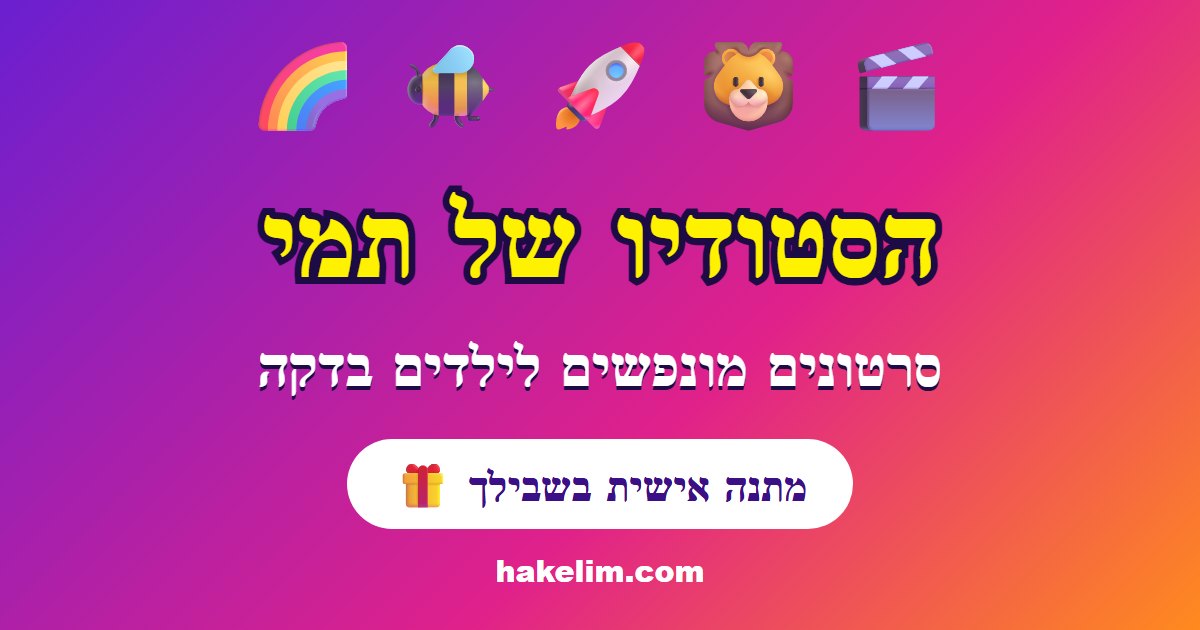 הסטודיו של תמי
סרטונים מונפשים לילדים בדקה
מתנה אישית בשבילך
hakelim.com